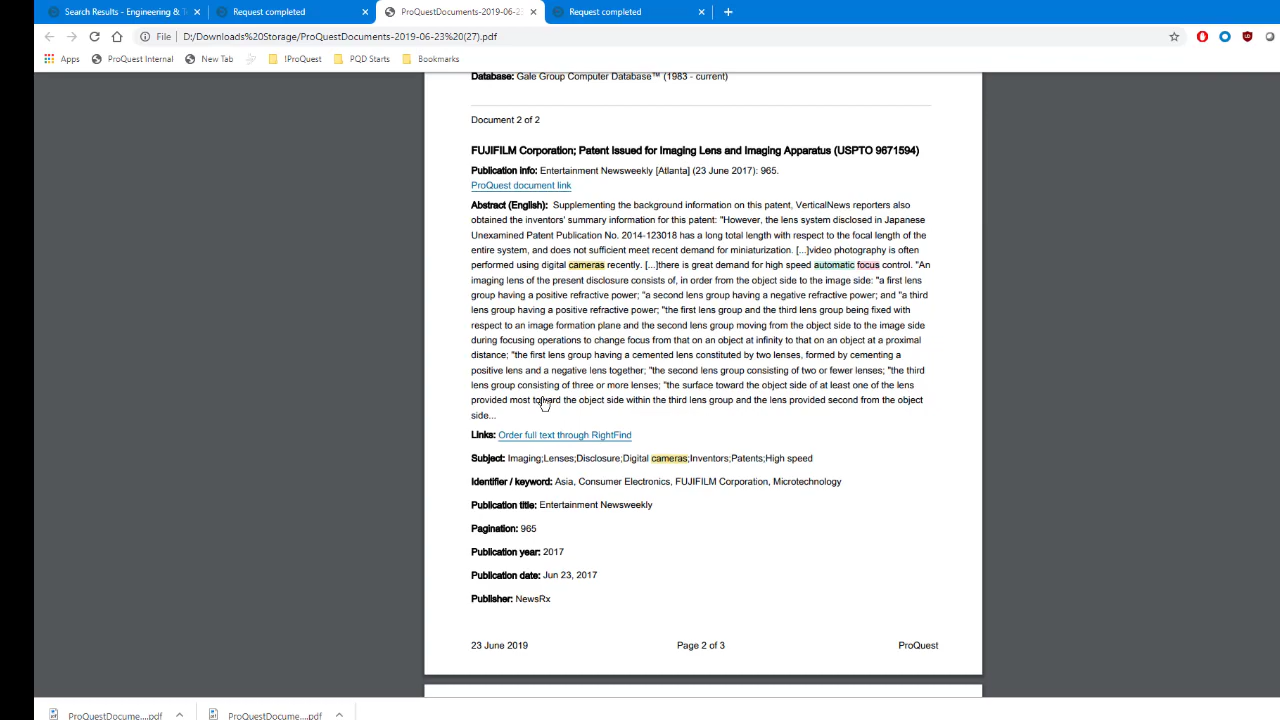 Search Results - Engineering & T
Request completed
ProQuestDocuments-2019-06-23
Request completed
File
D:/Downloads%20Storage/ProQuestDocuments-2019-06-23%20(27).pdf
Apps
ProQuest Internal
New Tab
!ProQuest
PQD Starts
Bookmarks
Database: Gale Group Computer Database™ (1983 - current)
Document 2 of 2
FUJIFILM Corporation; Patent Issued for Imaging Lens and Imaging Apparatus (USPTO 9671594)
Publication info: Entertainment Newsweekly [Atlanta] (23 June 2017): 965.
ProQuest document link
Abstract (English): Supplementing the background information on this patent, VerticalNews reporters also
obtained the inventors' summary information for this patent: "However, the lens system disclosed in Japanese
Unexamined Patent Publication No. 2014-123018 has a long total length with respect to the focal length of the
entire system, and does not sufficient meet recent demand for miniaturization. [...]video photography is often
performed using digital cameras recently. [...]there is great demand for high speed automatic focus control. "An
imaging lens of the present disclosure consists of, in order from the object side to the image side: "a first lens
group having a positive refractive power; "a second lens group having a negative refractive power; and "a third
lens group having a positive refractive power; "the first lens group and the third lens group being fixed with
respect to an image formation plane and the second lens group moving from the object side to the image side
during focusing operations to change focus from that on an object at infinity to that on an object at a proximal
distance; "the first lens group having a cemented lens constituted by two lenses, formed by cementing a
positive lens and a negative lens together; "the second lens group consisting of two or fewer lenses; "the third
lens group consisting of three or more lenses; "the surface toward the object side of at least one of the lens
provided most toward the object side within the third lens group and the lens provided second from the object
side...
Links: Order full text through RightFind
Subject: Imaging;Lenses;Disclosure;Digital cameras;Inventors;Patents;High speed
Identifier / keyword: Asia, Consumer Electronics, FUJIFILM Corporation, Microtechnology
Publication title: Entertainment Newsweekly
Pagination: 965
Publication year: 2017
Publication date: Jun 23, 2017
Publisher: NewsRx
23 June 2019
Page 2 of 3
ProQuest
ProQuestDocume....pdf
ProQuestDocume....pdf